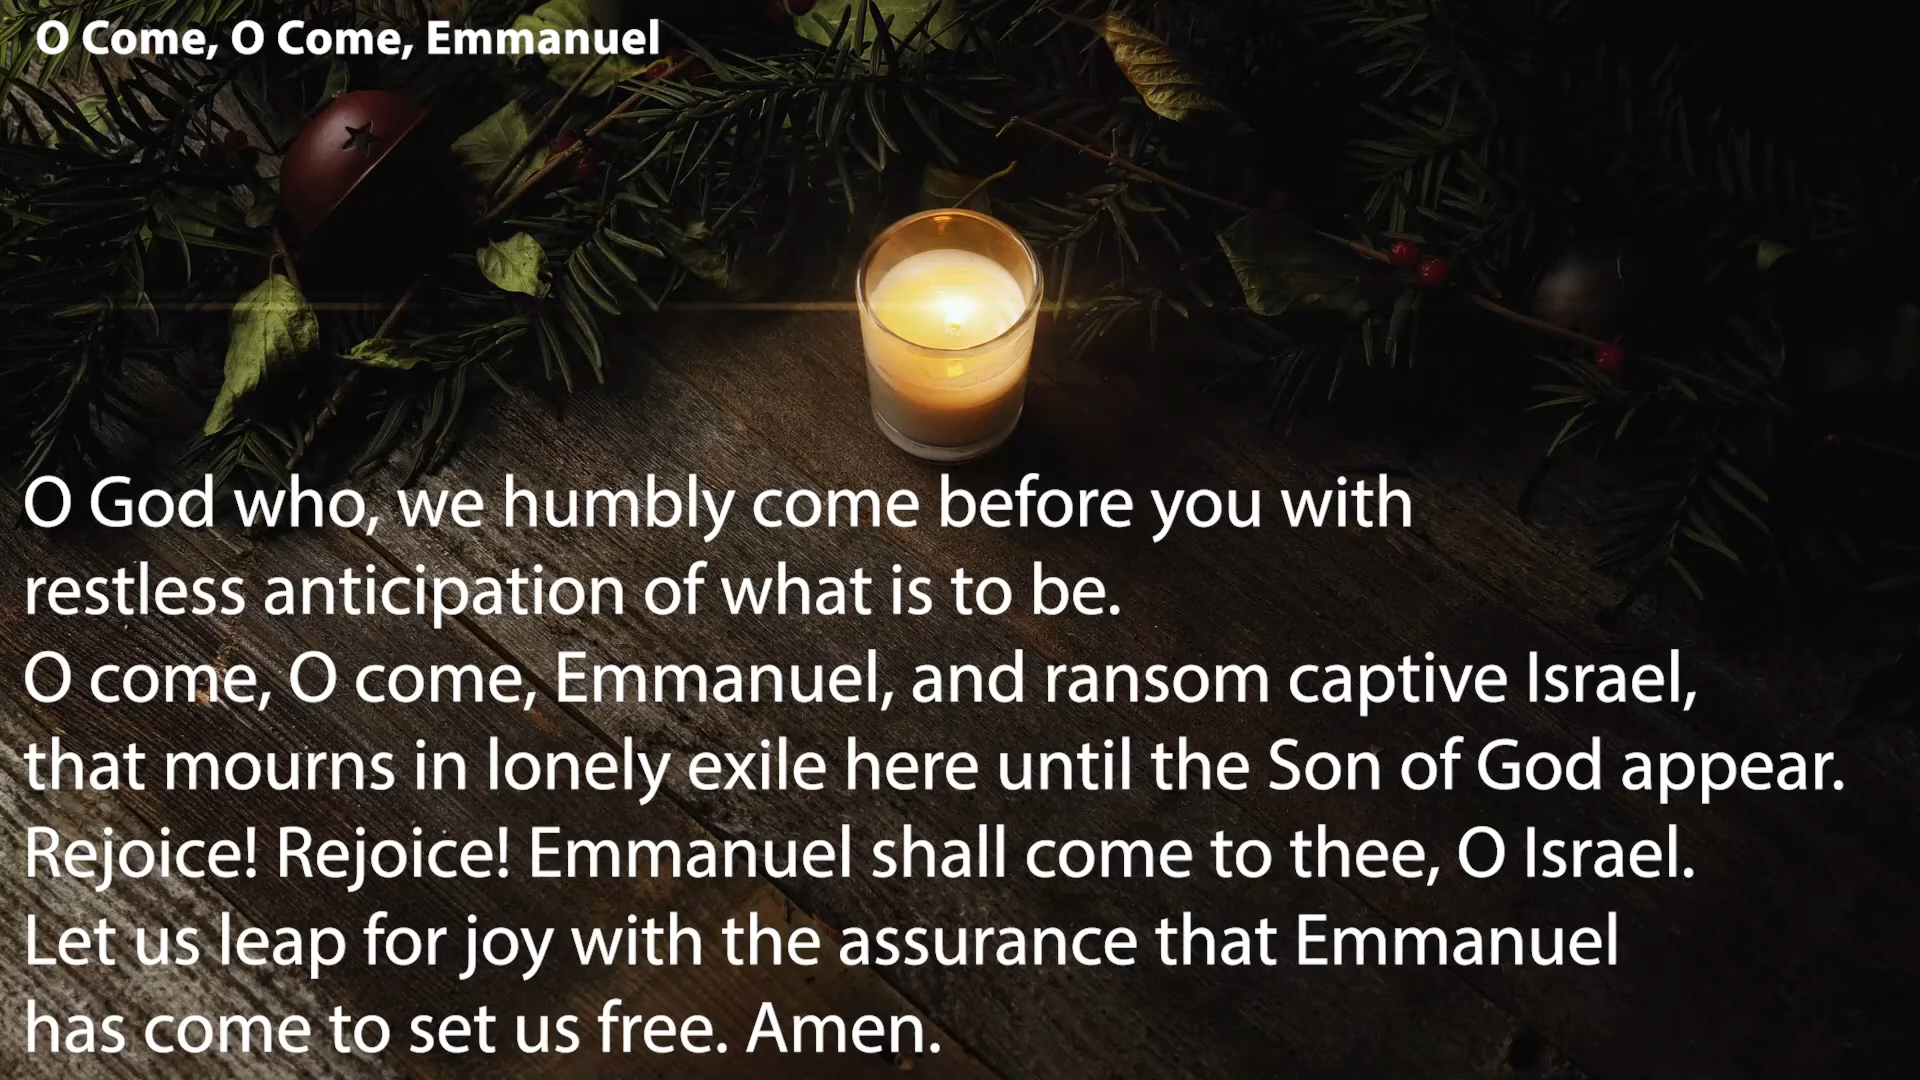 O Come, O Come, Emmanuel
O God who, we humbly come before you with
restless anticipation of what is to be.
O come, O come, Emmanuel, and ransom captive Israel,
that mourns in lonely exile here until the Son of God appear.
Rejoice! Rejoice! Emmanuel shall come to thee, O Israel.
Let us leap for joy with the assurance that Emmanuel
has come to set us free. Amen.